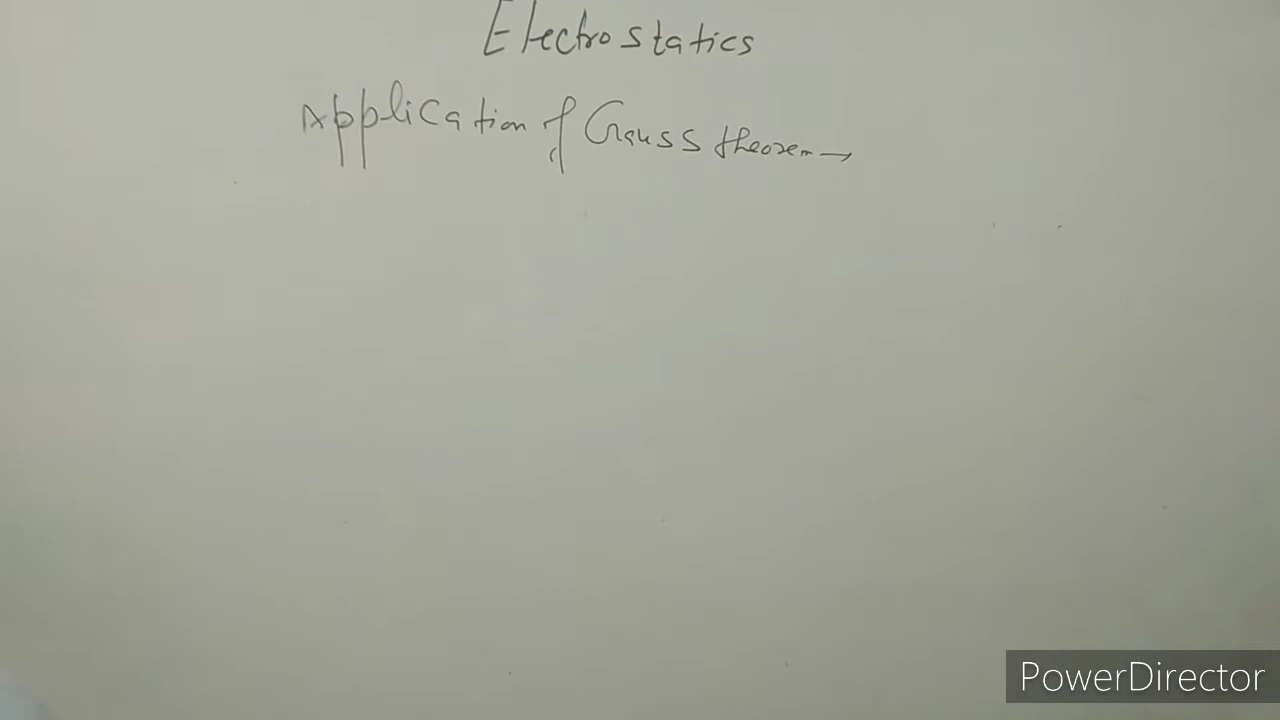 Electrostatics
Application of Gauss theorem →
PowerDirector